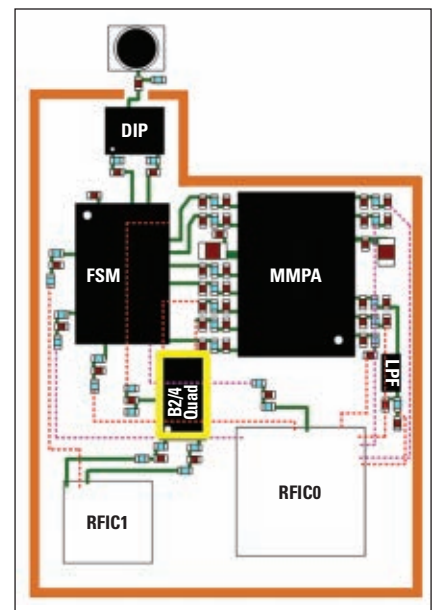 DIP
FSM
MMPA
LPF
B2/4
Quad
RFIC0
RFIC1